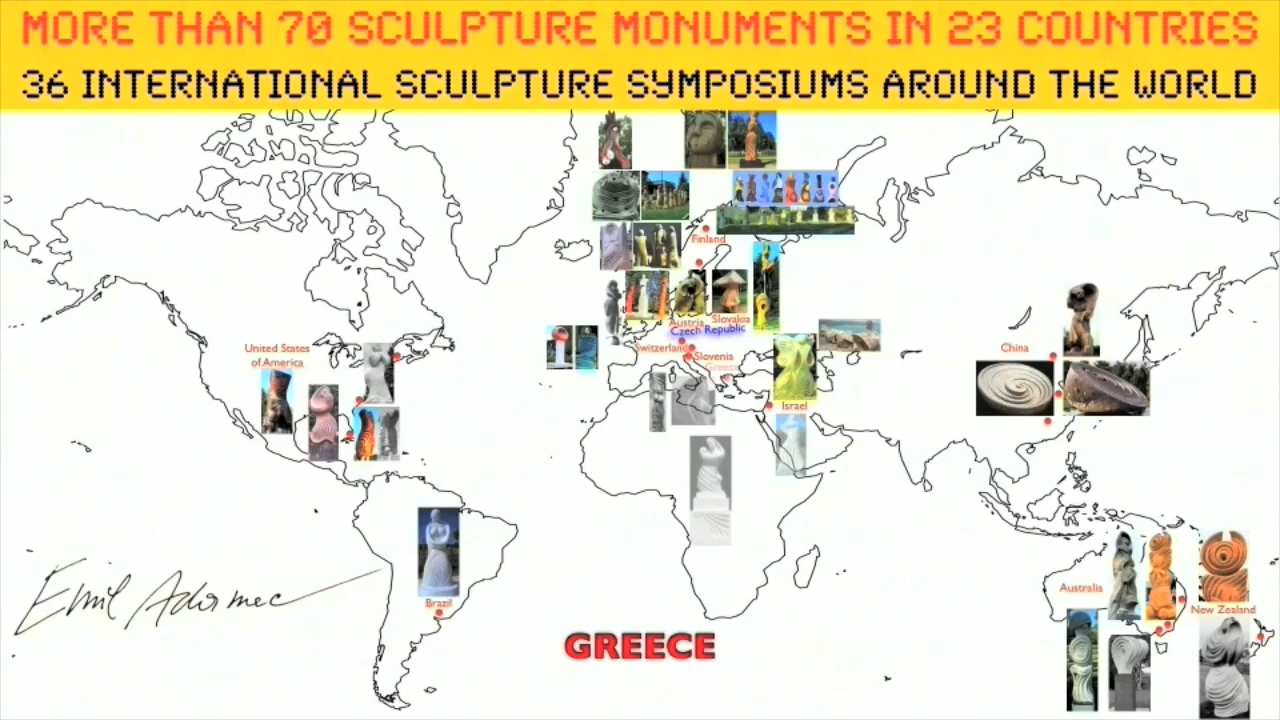 MORE THAN 70 SCULPTURE MONUMENTS IN 23 COUNTRIES
36 INTERNATIONAL SCULPTURE SYMPOSIUMS AROUND THE WORLD
Finland
Austria
Slovakia
Czech Republic
Switzerland
Slovenia
Greece
United States
of America
China
Israel
Australia
New Zealand
Brazil
Emil Adamec
GREECE